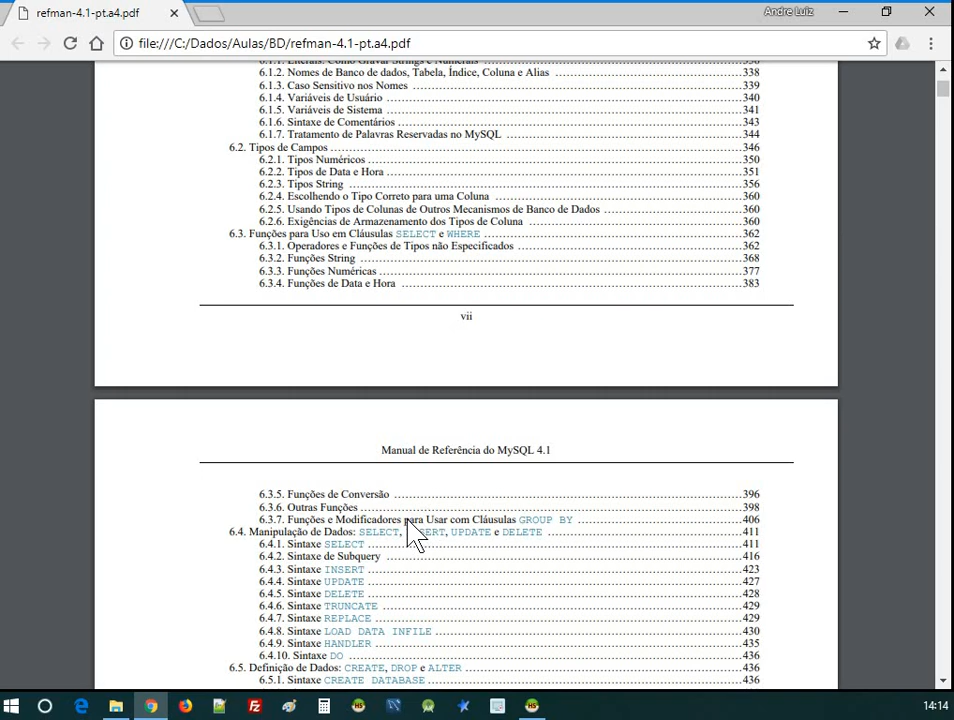 refman-4.1-pt.a4.pdf
Andre Luiz
file:///C:/Dados/Aulas/BD/refman-4.1-pt.a4.pdf
6.1.1. Literais: Como Gravar Strings e Numerais ........ 336
6.1.2. Nomes de Banco de dados, Tabela, Índice, Coluna e Alias ........ 338
6.1.3. Caso Sensitivo nos Nomes ........ 339
6.1.4. Variáveis de Usuário ........ 340
6.1.5. Variáveis de Sistema ........ 341
6.1.6. Sintaxe de Comentários ........ 343
6.1.7. Tratamento de Palavras Reservadas no MySQL ........ 344
6.2. Tipos de Campos ........ 346
6.2.1. Tipos Numéricos ........ 350
6.2.2. Tipos de Data e Hora ........ 351
6.2.3. Tipos String ........ 356
6.2.4. Escolhendo o Tipo Correto para uma Coluna ........ 360
6.2.5. Usando Tipos de Colunas de Outros Mecanismos de Banco de Dados ........ 360
6.2.6. Exigências de Armazenamento dos Tipos de Coluna ........ 360
6.3. Funções para Uso em Cláusulas SELECT e WHERE ........ 362
6.3.1. Operadores e Funções de Tipos não Especificados ........ 362
6.3.2. Funções String ........ 368
6.3.3. Funções Numéricas ........ 377
6.3.4. Funções de Data e Hora ........ 383
vii
Manual de Referência do MySQL 4.1
6.3.5. Funções de Conversão ........ 396
6.3.6. Outras Funções ........ 398
6.3.7. Funções e Modificadores para Usar com Cláusulas GROUP BY ........ 406
6.4. Manipulação de Dados: SELECT, INSERT, UPDATE e DELETE ........ 411
6.4.1. Sintaxe SELECT ........ 411
6.4.2. Sintaxe de Subquery ........ 416
6.4.3. Sintaxe INSERT ........ 423
6.4.4. Sintaxe UPDATE ........ 427
6.4.5. Sintaxe DELETE ........ 428
6.4.6. Sintaxe TRUNCATE ........ 429
6.4.7. Sintaxe REPLACE ........ 429
6.4.8. Sintaxe LOAD DATA INFILE ........ 430
6.4.9. Sintaxe HANDLER ........ 435
6.4.10. Sintaxe DO ........ 436
6.5. Definição de Dados: CREATE, DROP e ALTER ........ 436
6.5.1. Sintaxe CREATE DATABASE ........ 436
14:14